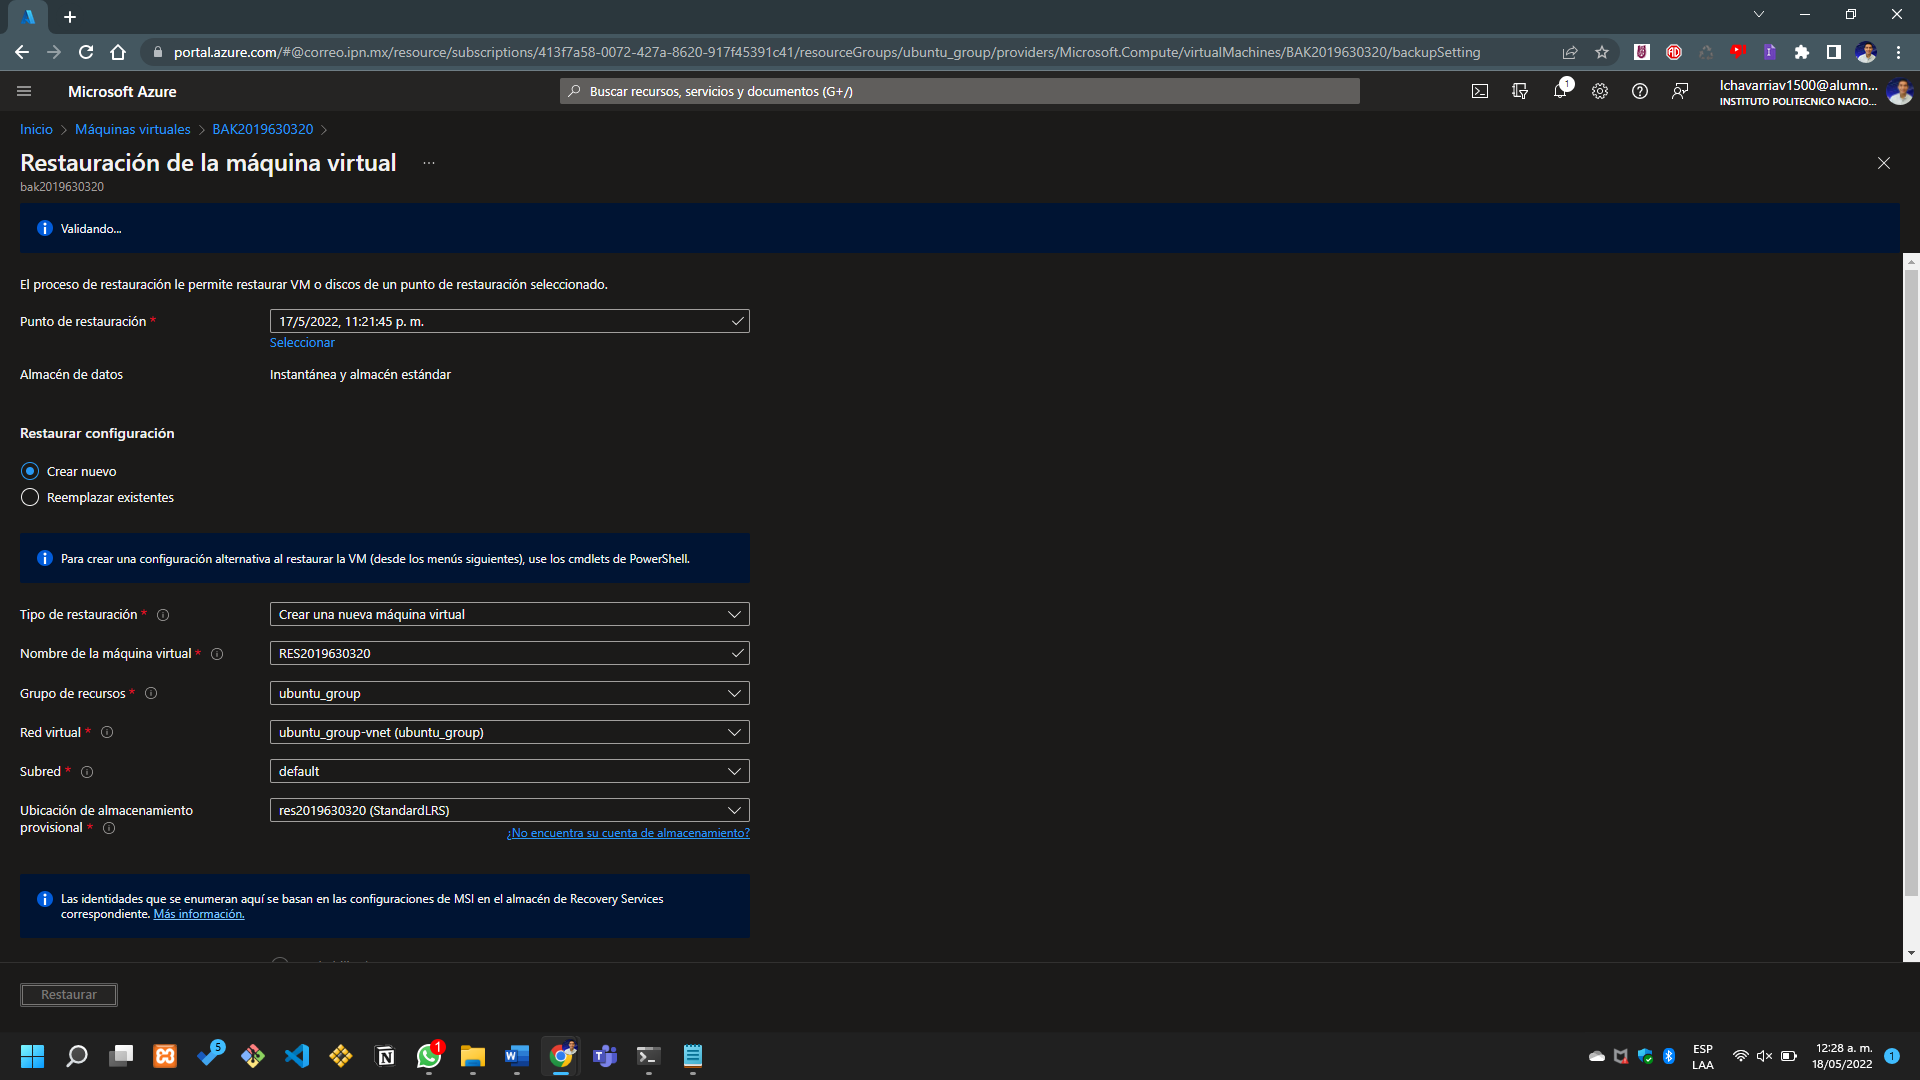 portal.azure.com/#@correo.ipn.mx/resource/subscriptions/413f7a58-0072-427a-8620-917f45391c41/resourceGroups/ubuntu_group/providers/Microsoft.Compute/virtualMachines/BAK2019630320/backupSetting
Microsoft Azure
Buscar recursos, servicios y documentos (G+/)
1
lchavarriav1500@alumn...
INSTITUTO POLITECNICO NACIO...
Inicio > Máquinas virtuales > BAK2019630320 >
Restauración de la máquina virtual ...
bak2019630320
Validando...
El proceso de restauración le permite restaurar VM o discos de un punto de restauración seleccionado.
Punto de restauración *
17/5/2022, 11:21:45 p. m.
Seleccionar
Almacén de datos
Instantánea y almacén estándar
Restaurar configuración
Crear nuevo
Reemplazar existentes
Para crear una configuración alternativa al restaurar la VM (desde los menús siguientes), use los cmdlets de PowerShell.
Tipo de restauración *
Crear una nueva máquina virtual
Nombre de la máquina virtual *
RES2019630320
Grupo de recursos *
ubuntu_group
Red virtual *
ubuntu_group-vnet (ubuntu_group)
Subred *
default
Ubicación de almacenamiento
provisional *
res2019630320 (StandardLRS)
¿No encuentra su cuenta de almacenamiento?
Las identidades que se enumeran aquí se basan en las configuraciones de MSI en el almacén de Recovery Services
correspondiente. Más información.
Restaurar
5
1
ESP
LAA
12:28 a. m.
18/05/2022
1